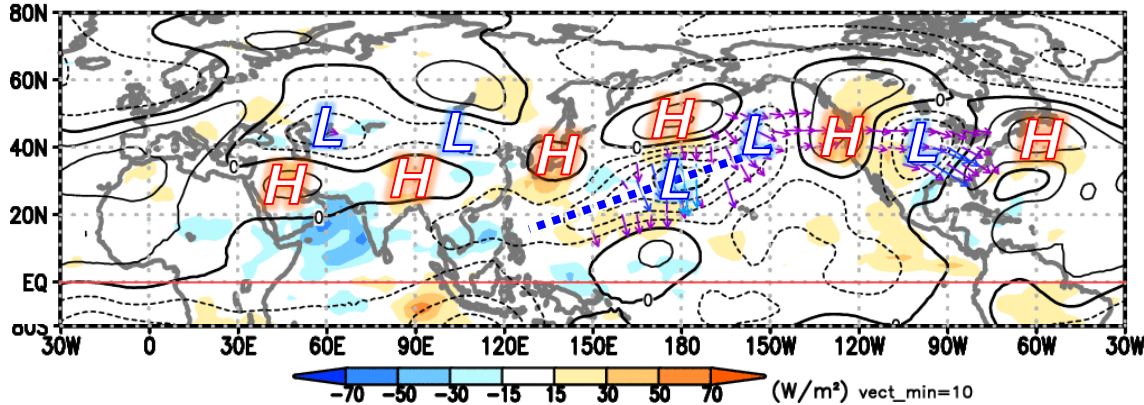 80N
60N
0
H
40N
L L H 0 L H L H
0 H H L
20N
0
EQ
0
30W 0 30E 60E 90E 120E 150E 180 150W 120W 90W 60W 30W
-70 -50 -30 -15 15 30 50 70 (W/m²) vect_min=10